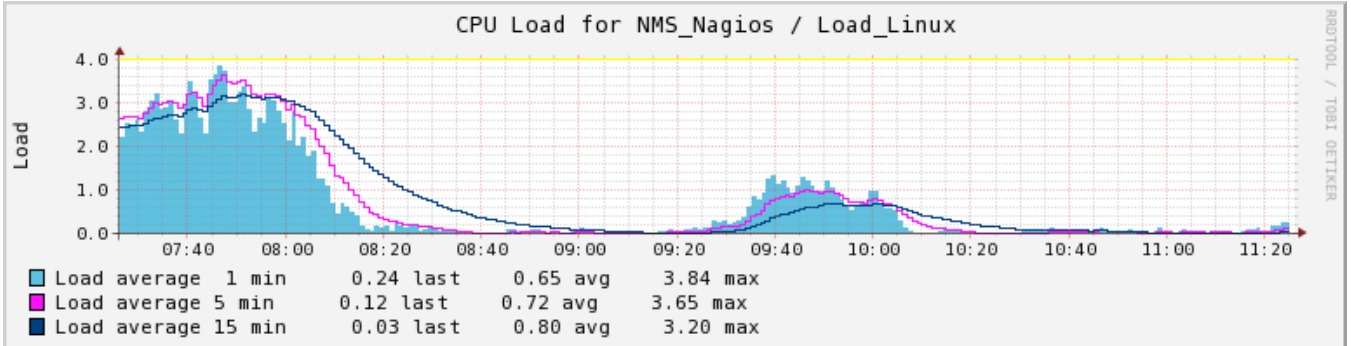 CPU Load for NMS_Nagios / Load_Linux
RRDTOOL / TOBI OETIKER
Load
4.0
3.0
2.0
1.0
0.0
07:40 08:00 08:20 08:40 09:00 09:20 09:40 10:00 10:20 10:40 11:00 11:20
Load average 1 min 0.24 last 0.65 avg 3.84 max
Load average 5 min 0.12 last 0.72 avg 3.65 max
Load average 15 min 0.03 last 0.80 avg 3.20 max